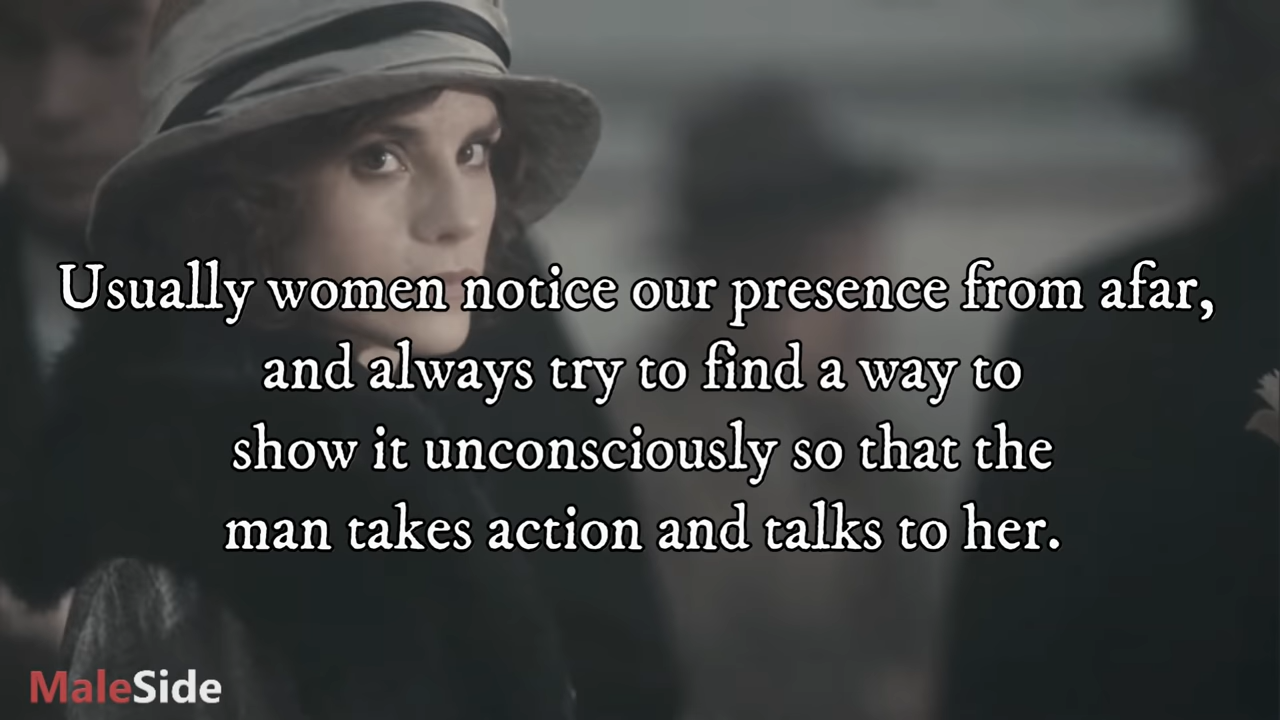 Usually women notice our presence from afar,
and always try to find a way to
show it unconsciously so that the
man takes action and talks to her.
MaleSide